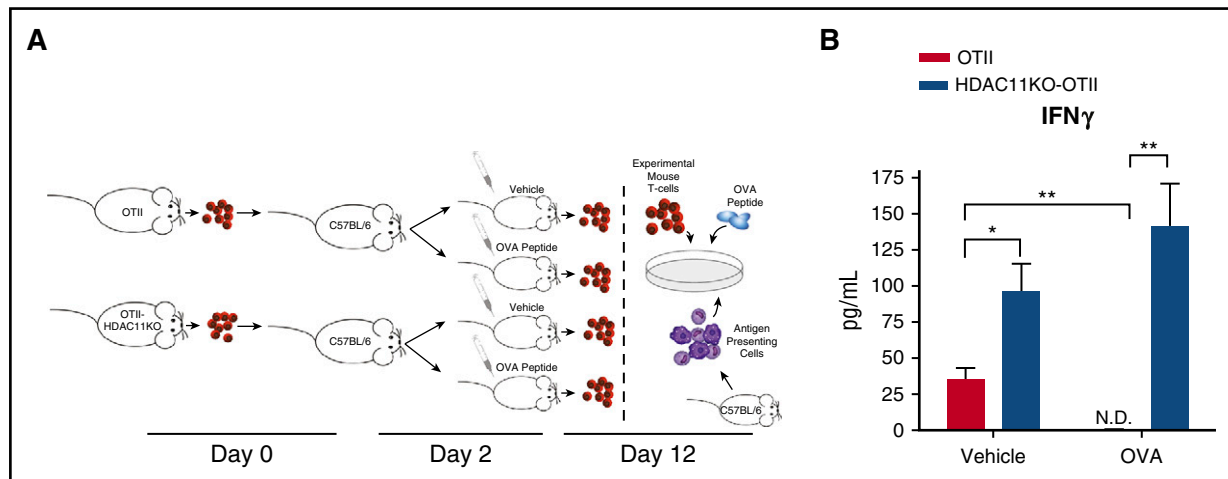 A
OTII
C57BL/6
Vehicle
OVA Peptide
OTII-
HDAC11KO
C57BL/6
Vehicle
OVA Peptide
Experimental
Mouse
T-cells
OVA
Peptide
Antigen
Presenting
Cells
C57BL/6
Day 0
Day 2
Day 12
B
OTII
HDAC11KO-OTII
IFNγ
**
**
*
175
150
125
100
75
50
25
0
pg/mL
N.D.
Vehicle
OVA